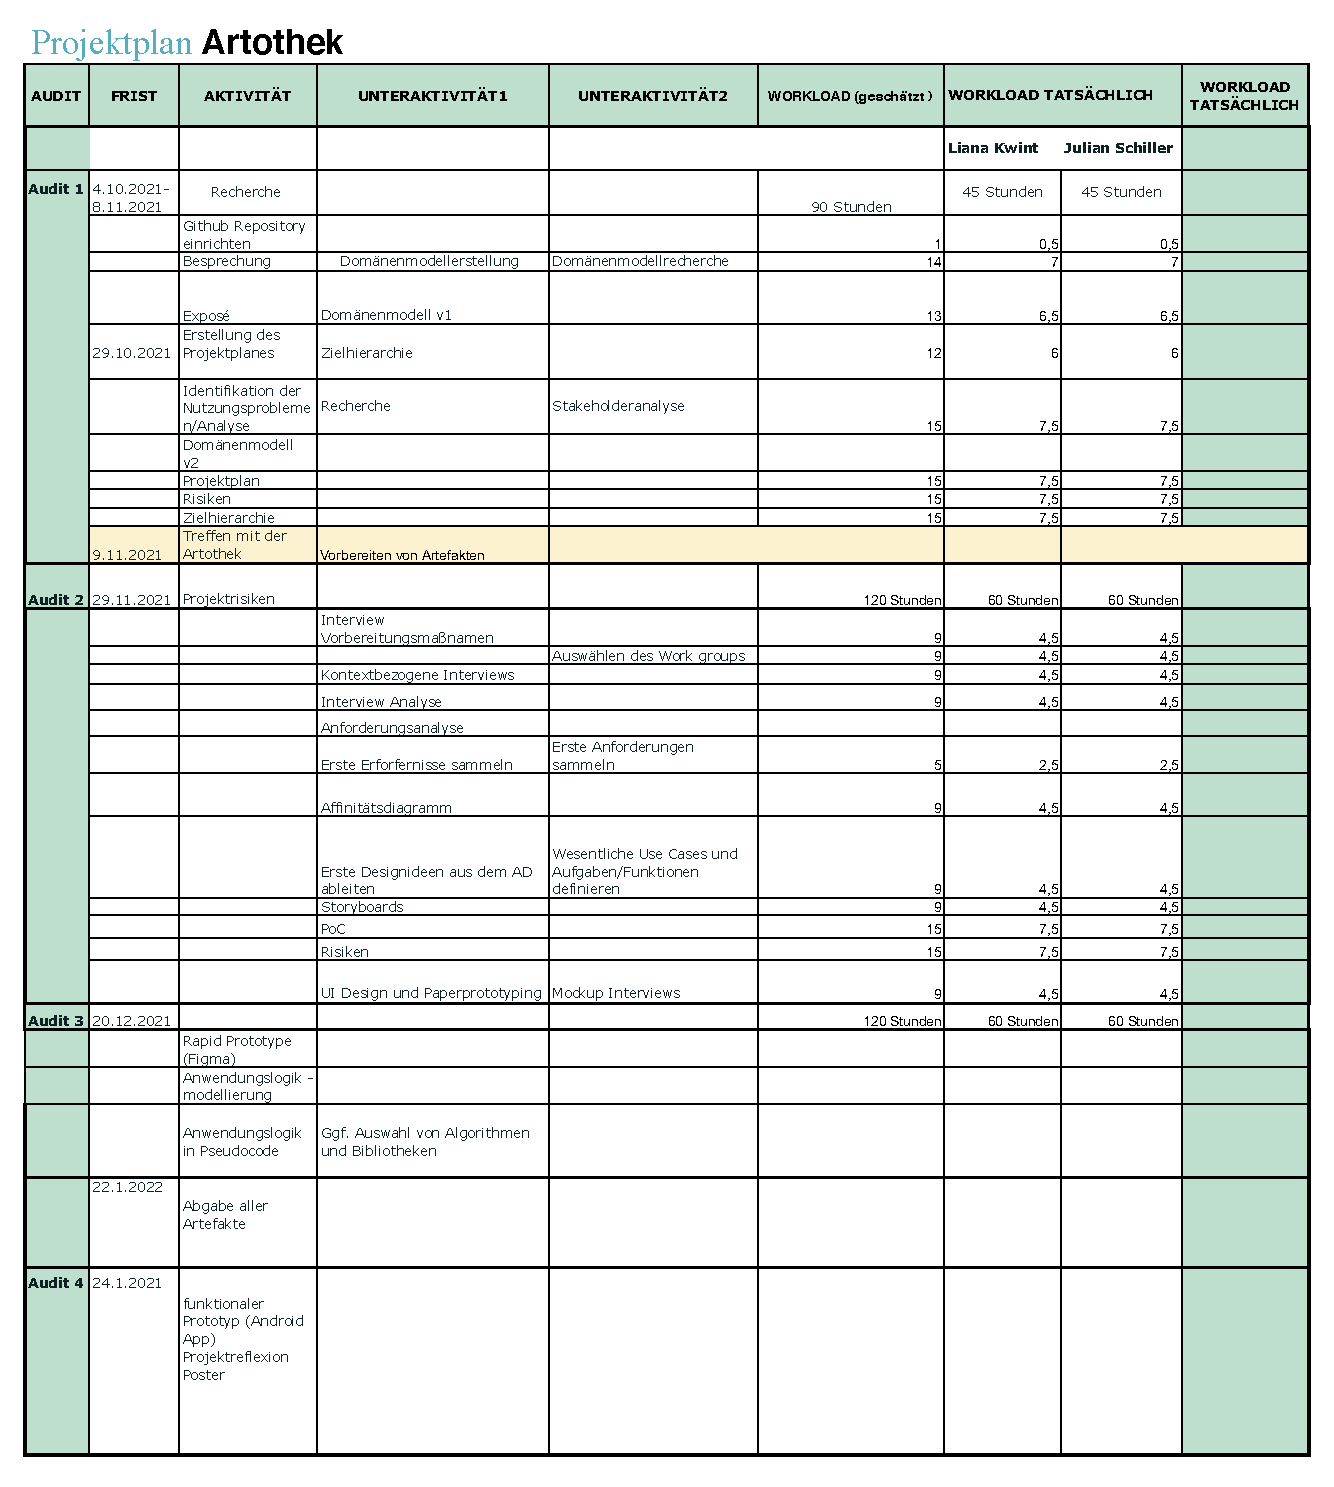 Projektplan Artothek
AUDIT FRIST AKTIVITÄT UNTERAKTIVITÄT1 UNTERAKTIVITÄT2 WORKLOAD (geschätzt ) WORKLOAD TATSÄCHLICH WORKLOAD
TATSÄCHLICH
Liana Kwint Julian Schiller
Audit 1 4.10.2021-
8.11.2021 Recherche 90 Stunden 45 Stunden 45 Stunden
Github Repository
einrichten 1 0,5 0,5
Besprechung Domänenmodellerstellung Domänenmodellrecherche 14 7 7
Exposé Domänenmodell v1 13 6,5 6,5
Erstellung des
29.10.2021 Projektplanes Zielhierarchie 12 6 6
Identifikation der
Nutzungsprobleme Recherche Stakeholderanalyse
n/Analyse 15 7,5 7,5
Domänenmodell
v2
Projektplan 15 7,5 7,5
Risiken 15 7,5 7,5
Zielhierarchie 15 7,5 7,5
Treffen mit der
9.11.2021 Artothek Vorbereiten von Artefakten
Audit 2 29.11.2021 Projektrisiken 120 Stunden 60 Stunden 60 Stunden
Interview
Vorbereitungsmaßnamen 9 4,5 4,5
Auswählen des Work groups 9 4,5 4,5
Kontextbezogene Interviews 9 4,5 4,5
Interview Analyse 9 4,5 4,5
Anforderungsanalyse
Erste Anforderungen
Erste Erforfernisse sammeln sammeln 5 2,5 2,5
Affinitätsdiagramm 9 4,5 4,5
Wesentliche Use Cases und
Erste Designideen aus dem AD Aufgaben/Funktionen
ableiten definieren 9 4,5 4,5
Storyboards 9 4,5 4,5
PoC 15 7,5 7,5
Risiken 15 7,5 7,5
UI Design und Paperprototyping Mockup Interviews 9 4,5 4,5
Audit 3 20.12.2021 120 Stunden 60 Stunden 60 Stunden
Rapid Prototype
(Figma)
Anwendungslogik -
modellierung
Anwendungslogik Ggf. Auswahl von Algorithmen
in Pseudocode und Bibliotheken
22.1.2022
Abgabe aller
Artefakte
Audit 4 24.1.2021
funktionaler
Prototyp (Android
App)
Projektreflexion
Poster